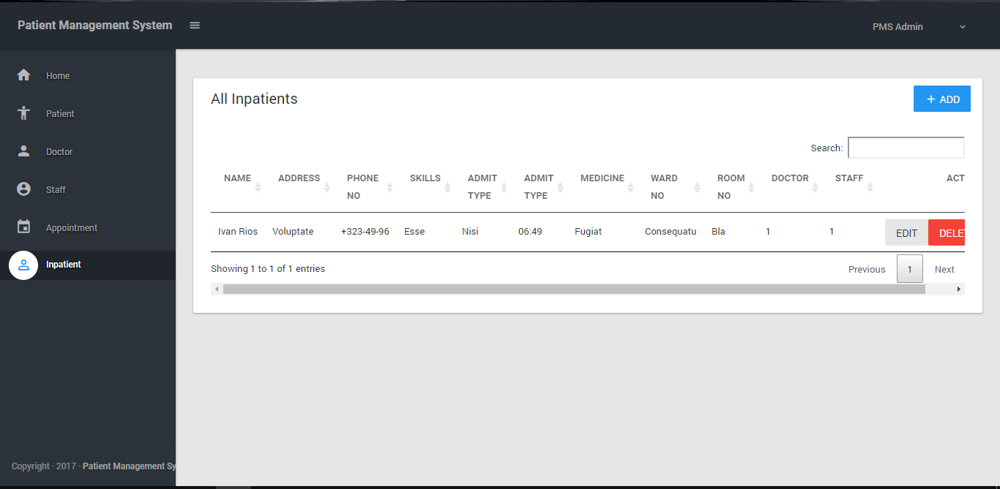 Patient Management System
PMS Admin
Home
Patient
Doctor
Staff
Appointment
Inpatient
All Inpatients
+ ADD
Search:
NAME ADDRESS PHONE NO SKILLS ADMIT TYPE ADMIT TYPE MEDICINE WARD NO ROOM NO DOCTOR STAFF ACT
Ivan Rios Voluptate +323-49-96 Esse Nisi 06:49 Fugiat Consequatu Bla 1 1 EDIT DELE
Showing 1 to 1 of 1 entries
Previous 1 Next
Copyright · 2017 · Patient Management Sy